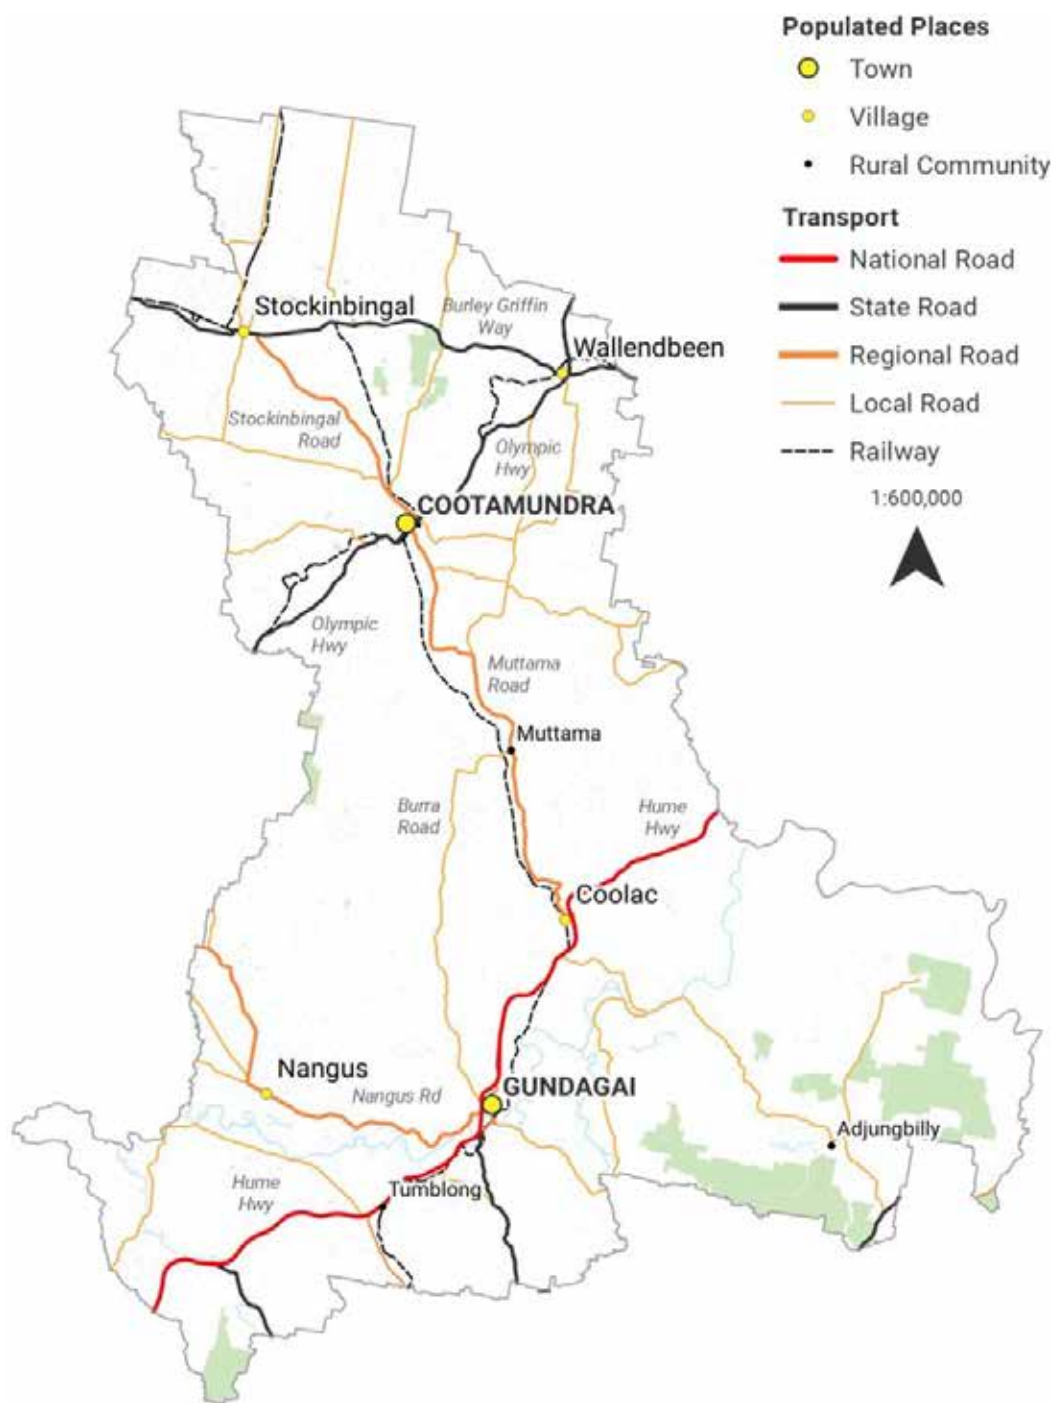 Populated Places
Town
Village
Rural Community
Transport
National Road
State Road
Regional Road
Local Road
Railway
1:600,000
Stockinbingal
Burley Griffin
Way
Wallendbeen
Stockinbingal
Road
Olympic
Hwy
COOTAMUNDRA
Olympic
Hwy
Muttama
Road
Muttama
Burra
Road
Hume
Hwy
Coolac
Nangus
Nangus Rd
GUNDAGAI
Adjungbilly
Hume
Hwy
Tumblong